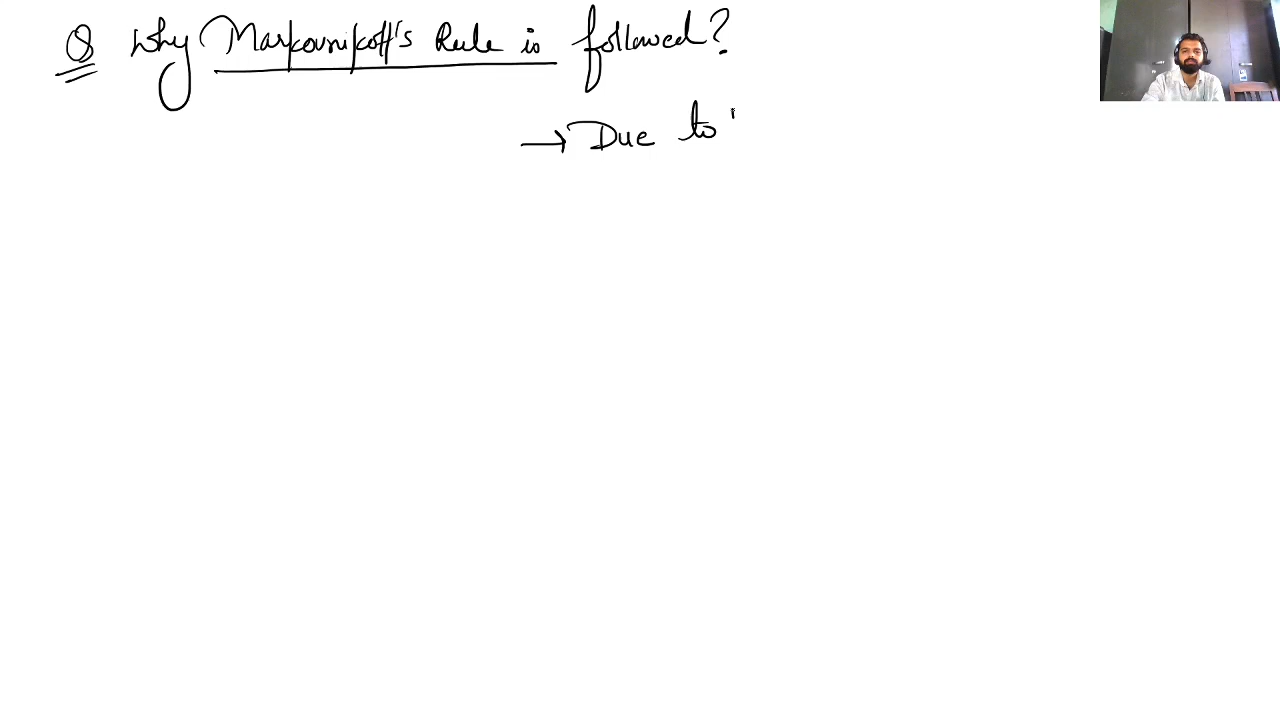 Q Why Markovnikoff's Rule is followed?
→ Due to '